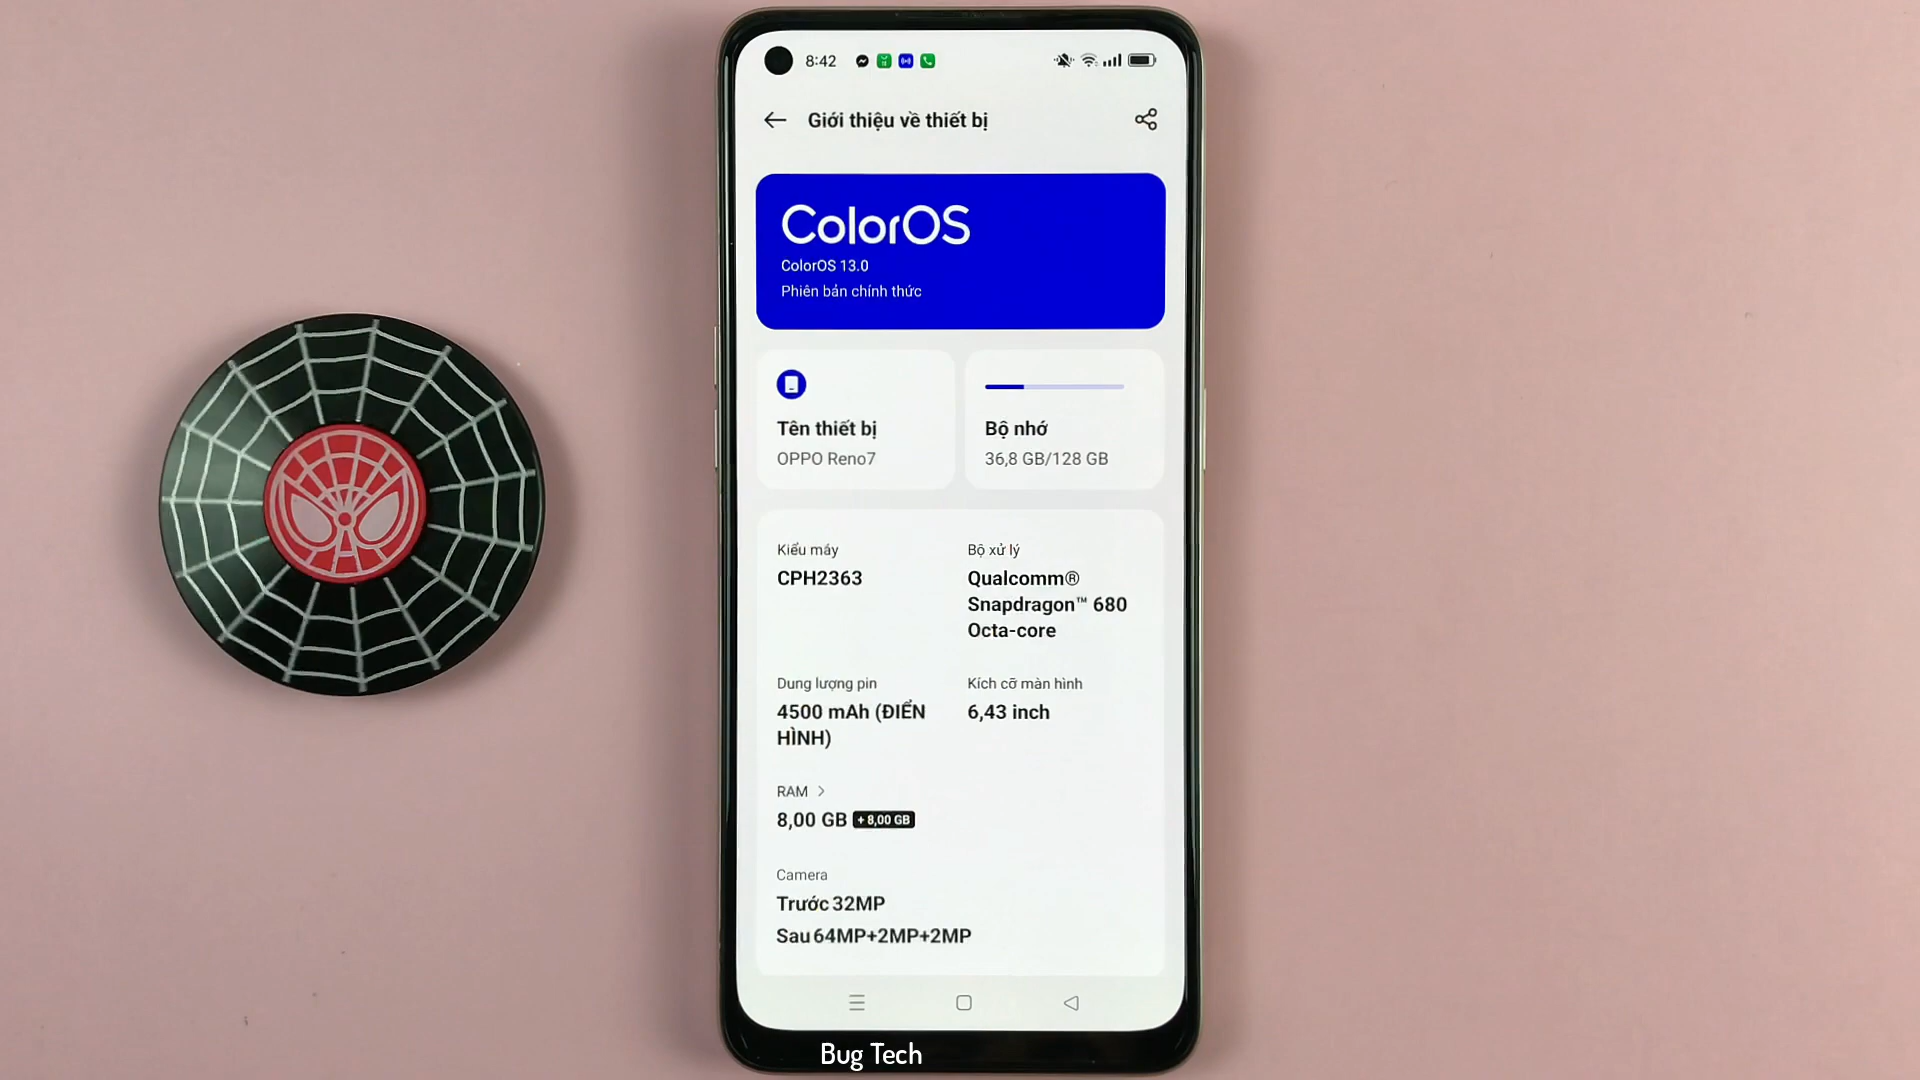 8:42
Giới thiệu về thiết bị
ColorOS
ColorOS 13.0
Phiên bản chính thức
Tên thiết bị
OPPO Reno7
Bộ nhớ
36,8 GB/128 GB
Kiểu máy
CPH2363
Bộ xử lý
Qualcomm®
Snapdragon™ 680
Octa-core
Dung lượng pin
4500 mAh (ĐIỂN
HÌNH)
Kích cỡ màn hình
6,43 inch
RAM
8,00 GB + 8,00 GB
Camera
Trước 32MP
Sau 64MP+2MP+2MP
Bug Tech